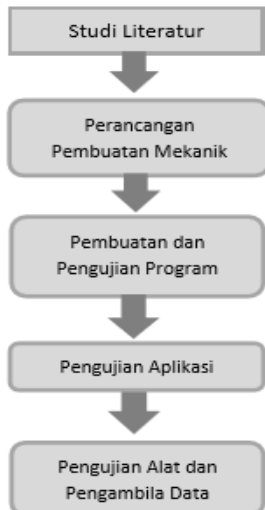 Studi Literatur
Perancangan
Pembuatan Mekanik
Pembuatan dan
Pengujian Program
Pengujian Aplikasi
Pengujian Alat dan
Pengambila Data